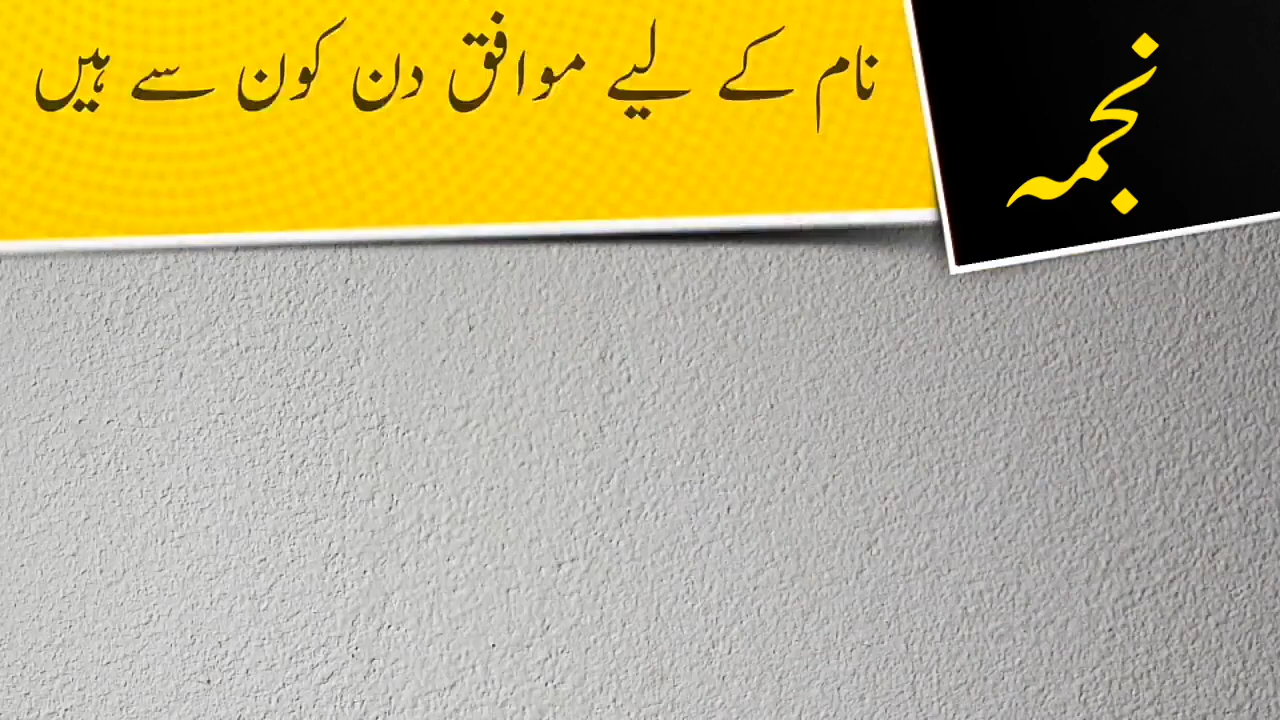 نجمہ
نام کے لیے موافق دن کون سے ہیں